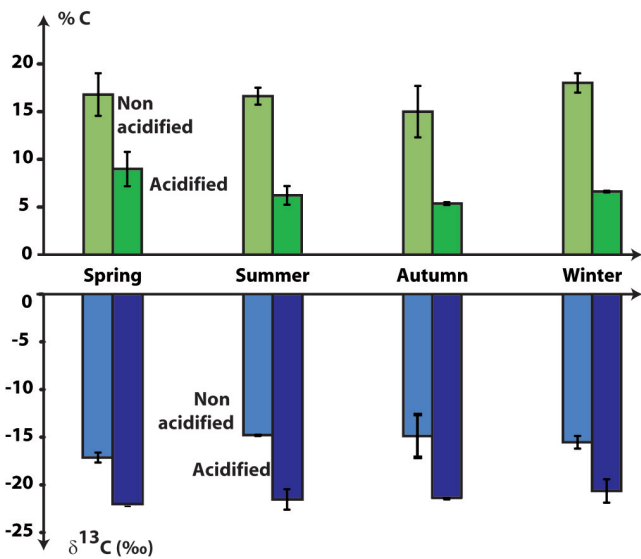 % C
20
15
10
5
0
Non
acidified
Acidified
Spring Summer Autumn Winter
0
-5
-10
-15
-20
-25
Non
acidified
Acidified
δ¹³C (‰)